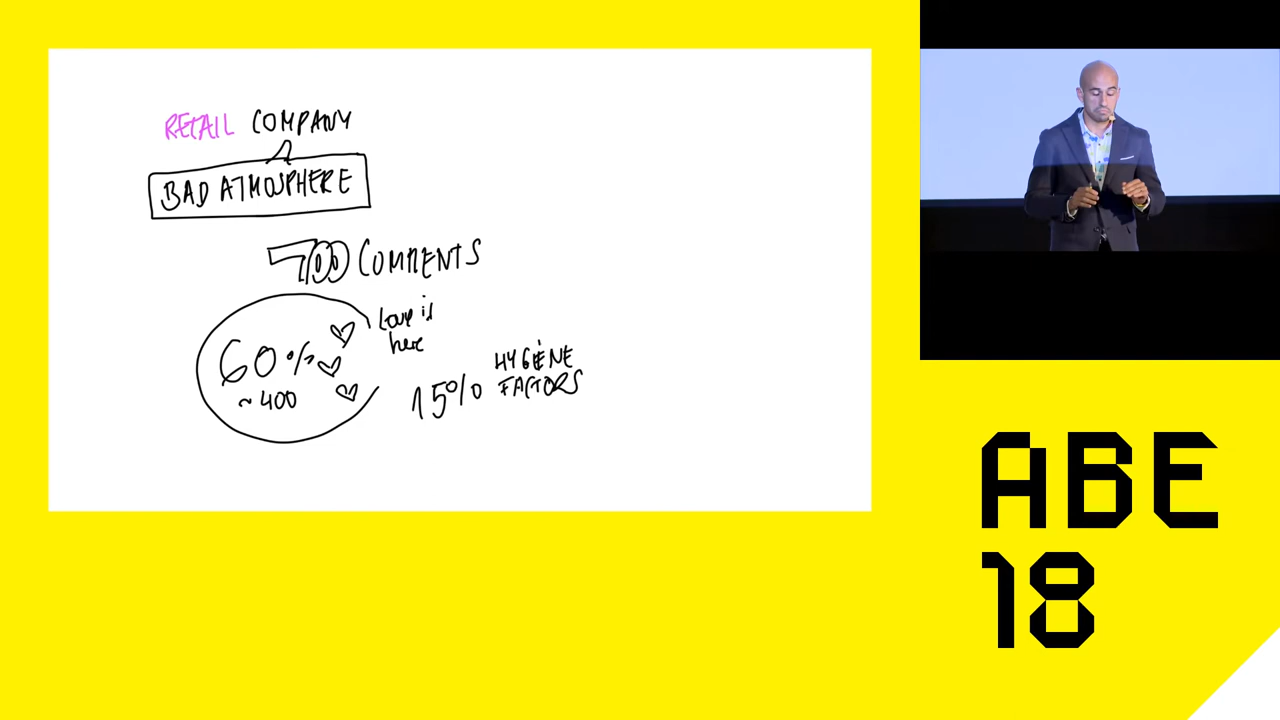 RETAIL COMPANY
BAD ATMOSPHERE
700 COMMENTS
60%
~400
Love is
here
15%
HYGIENE
FACTORS
ABE
18